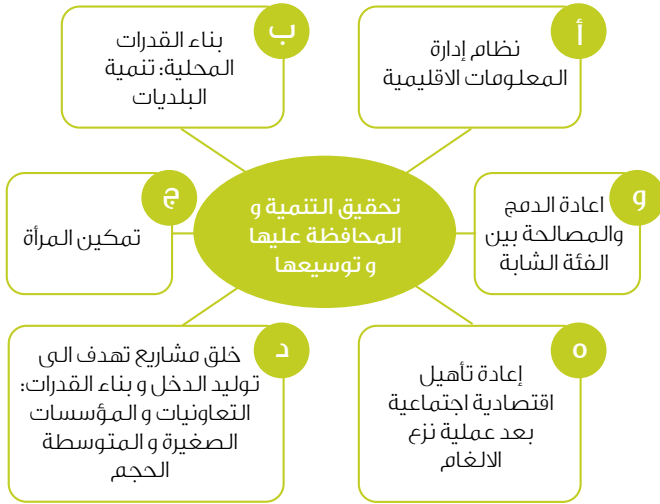 أ
نظام إدارة
المعلومات الاقليمية
ب
بناء القدرات
المحلية: تنمية
البلديات
ج
تمكين المرأة
تحقيق التنمية و
المحافظة عليها
و توسيعها
و
اعادة الدمج
والمصالحة بين
الفئة الشابة
د
خلق مشاريع تهدف الى
توليد الدخل و بناء القدرات:
التعاونيات و المؤسسات
الصغيرة و المتوسطة
الحجم
ه
إعادة تأهيل
اقتصادية اجتماعية
بعد عملية نزع
الالغام